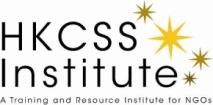 HKCSS
Institute
A Training and Resource Institute for NGOs